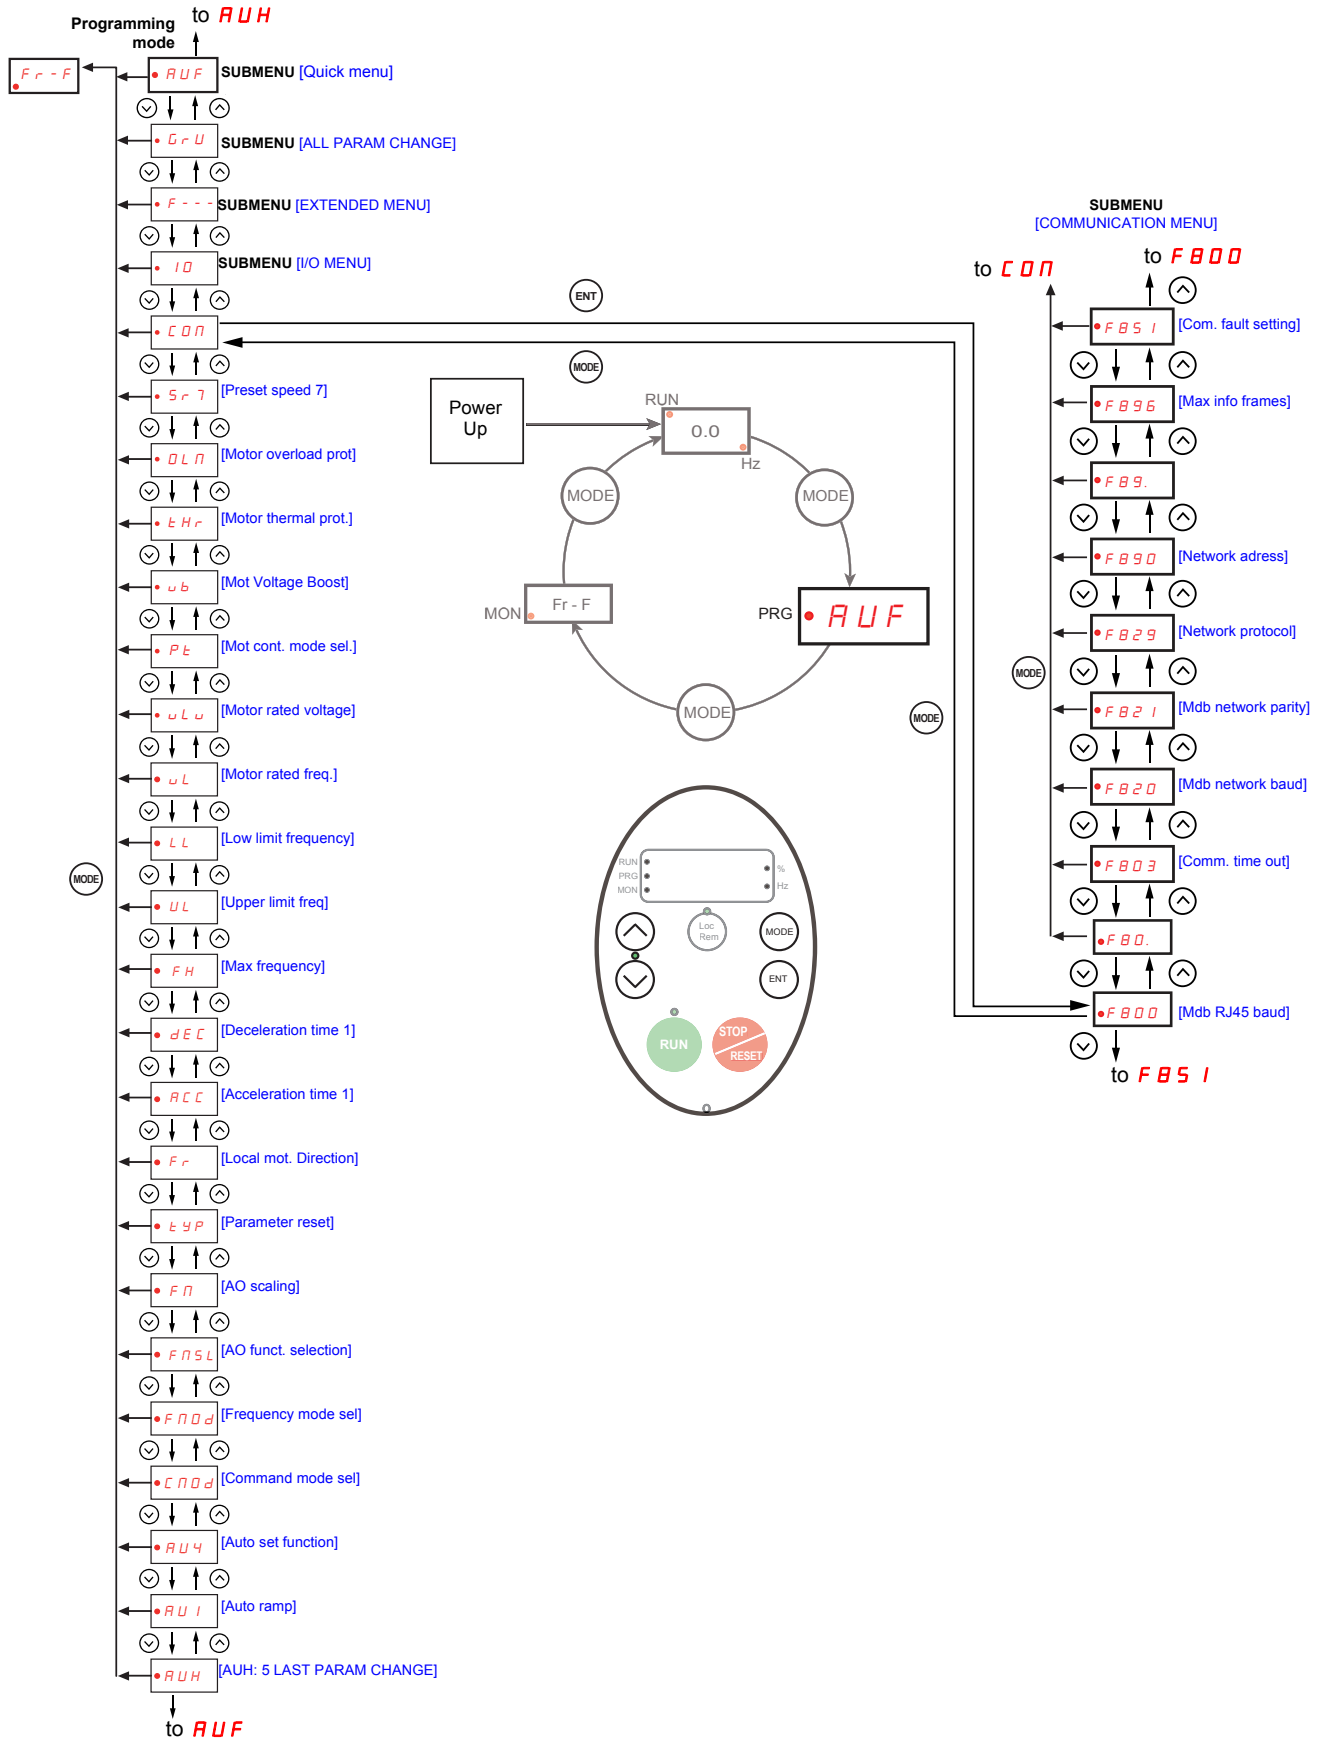 Programming
mode
to AUH
Fr-F
AUF
SUBMENU [Quick menu]
GrU
SUBMENU [ALL PARAM CHANGE]
F---
SUBMENU [EXTENDED MENU]
IO
SUBMENU [I/O MENU]
COM
Sr7
[Preset speed 7]
OLM
[Motor overload prot]
tHr
[Motor thermal prot.]
ub
[Mot Voltage Boost]
Pt
[Mot cont. mode sel.]
uLu
[Motor rated voltage]
uL
[Motor rated freq.]
LL
[Low limit frequency]
UL
[Upper limit freq]
FH
[Max frequency]
dEC
[Deceleration time 1]
ACC
[Acceleration time 1]
Fr
[Local mot. Direction]
tYP
[Parameter reset]
FM
[AO scaling]
FMSL
[AO funct. selection]
FMOd
[Frequency mode sel]
CMOd
[Command mode sel]
AU4
[Auto set function]
AU1
[Auto ramp]
AUH
[AUH: 5 LAST PARAM CHANGE]
to AUF
MODE
ENT
MODE
Power
Up
RUN
0.0
Hz
MODE
MODE
PRG
AUF
MON
Fr - F
MODE
MODE
RUN
PRG
MON
%
Hz
Loc
Rem
MODE
ENT
RUN
STOP
RESET
SUBMENU
[COMMUNICATION MENU]
to COM
to F800
F851
[Com. fault setting]
F896
[Max info frames]
F89.
F890
[Network adress]
F829
[Network protocol]
MODE
F821
[Mdb network parity]
F820
[Mdb network baud]
F803
[Comm. time out]
F80.
F800
[Mdb RJ45 baud]
to F851